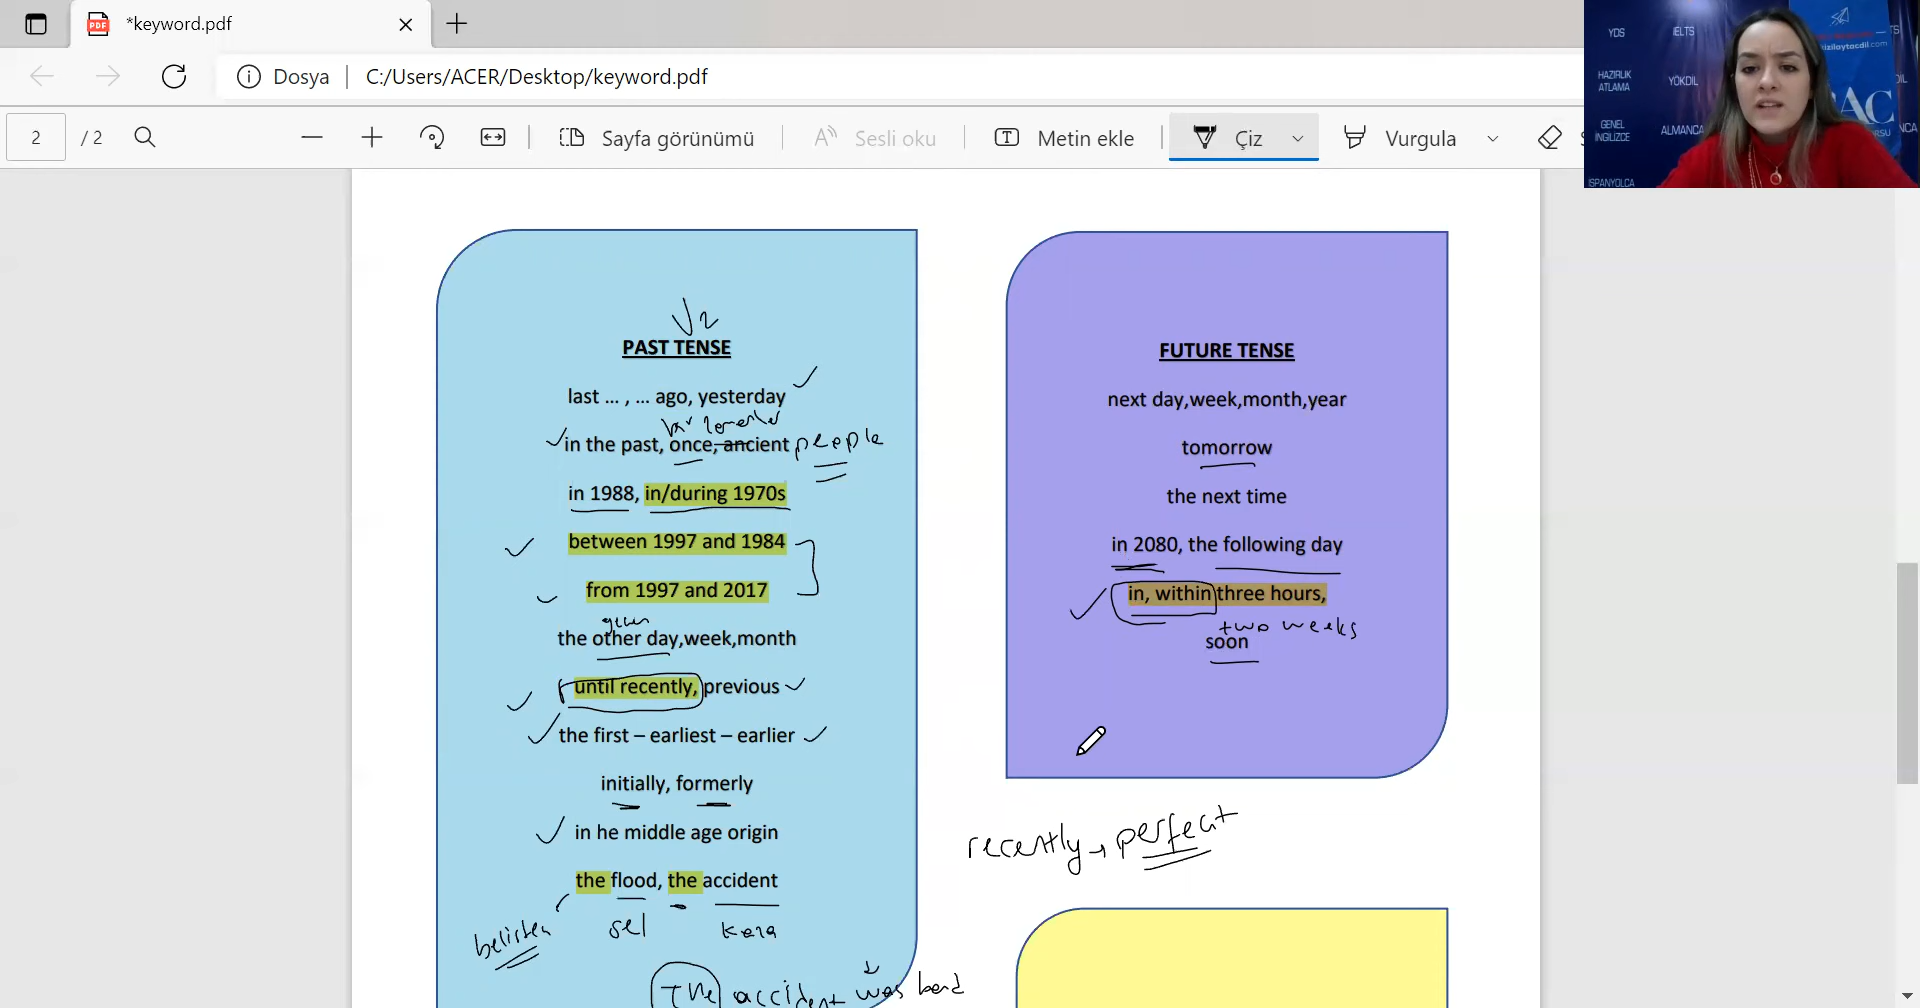 *keyword.pdf
Dosya C:/Users/ACER/Desktop/keyword.pdf
2 / 2 Sayfa görünümü Sesli oku Metin ekle Çiz Vurgula
YDS IELTS
hizilaytacdil.com
HAZIRLIK ATLAMA YÖKDİL
GENEL İNGİLİZCE ALMANCA
İSPANYOLCA
V2
PAST TENSE
last ... , ... ago, yesterday ✓
bir zamanlar
✓ in the past, once, ancient people
in 1988, in/during 1970s
✓ between 1997 and 1984
✓ from 1997 and 2017
geçen
the other day,week,month
✓ until recently, previous ✓
✓ the first – earliest – earlier ✓
initially, formerly
✓ in he middle age origin
the flood, the accident
belirten sel kaza
The accident was bad
FUTURE TENSE
next day,week,month,year
tomorrow
the next time
in 2080, the following day
✓ in, within three hours,
two weeks
soon
recently → perfect